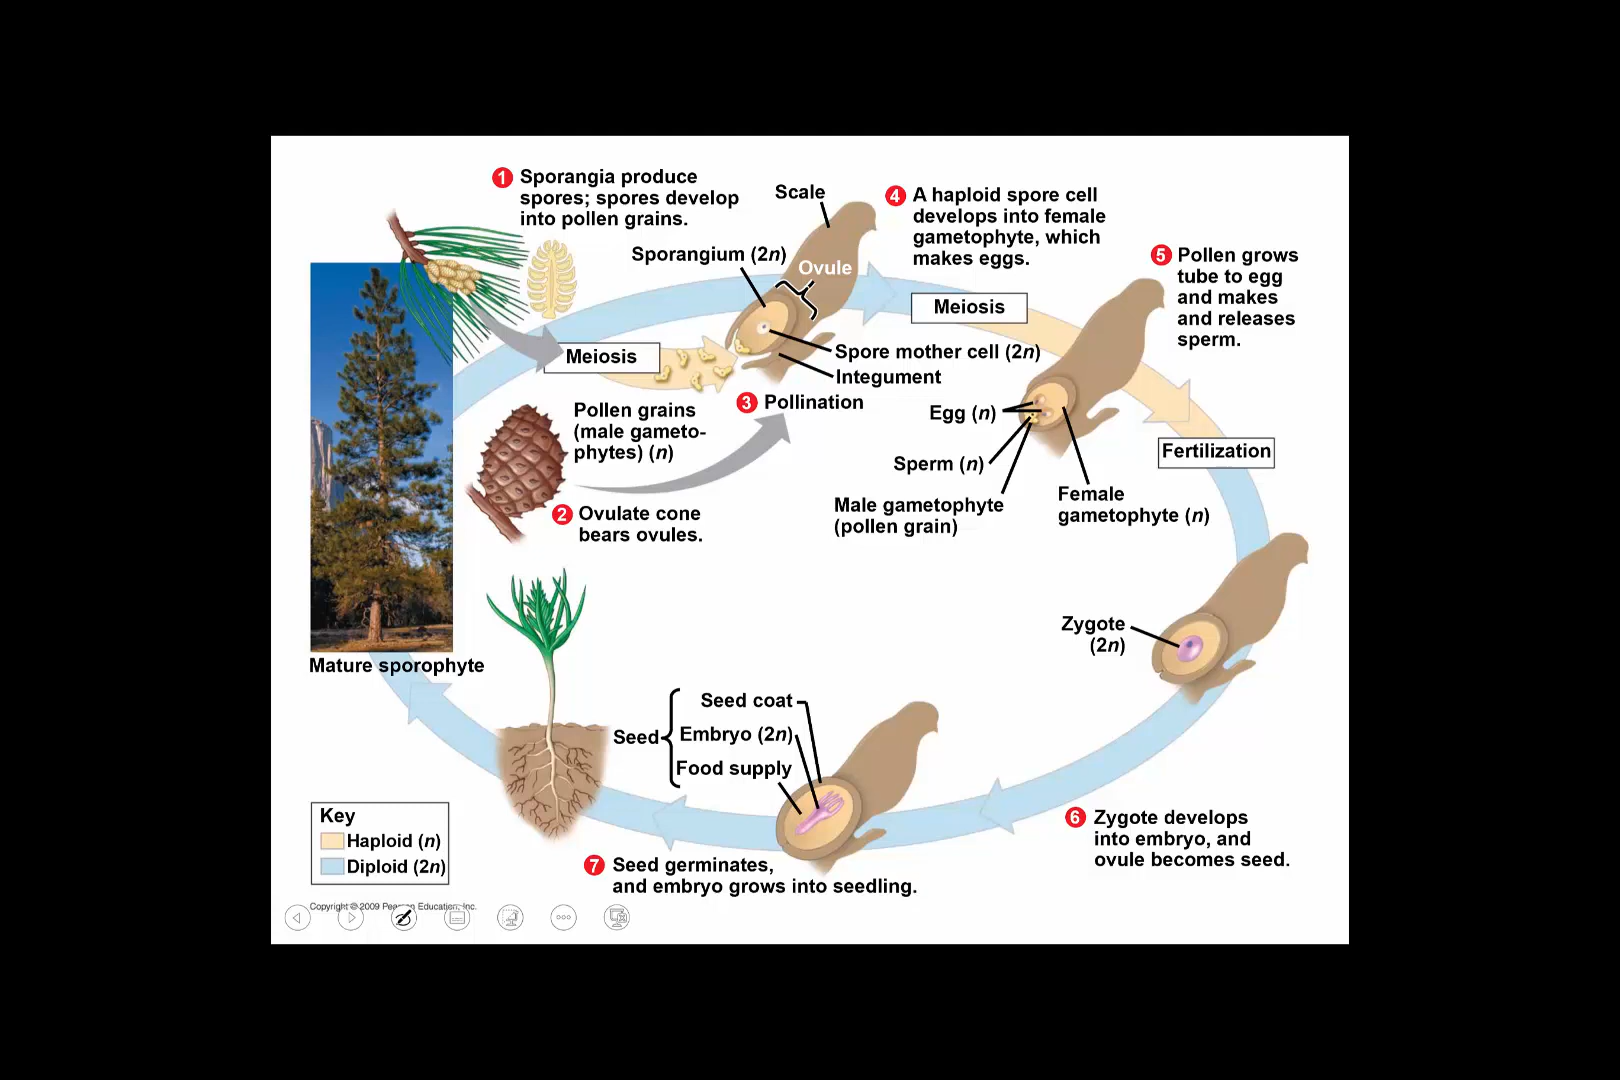 1 Sporangia produce
spores; spores develop
into pollen grains.
Scale
Sporangium (2n)
Ovule
4 A haploid spore cell
develops into female
gametophyte, which
makes eggs.
5 Pollen grows
tube to egg
and makes
and releases
sperm.
Meiosis
Meiosis
Spore mother cell (2n)
Integument
3 Pollination
Pollen grains
(male gameto-
phytes) (n)
Egg (n)
Sperm (n)
Male gametophyte
(pollen grain)
Female
gametophyte (n)
Fertilization
2 Ovulate cone
bears ovules.
Zygote
(2n)
Mature sporophyte
Seed
Seed coat
Embryo (2n)
Food supply
6 Zygote develops
into embryo, and
ovule becomes seed.
7 Seed germinates,
and embryo grows into seedling.
Key
Haploid (n)
Diploid (2n)
Copyright © 2009 Pearson Education, Inc.